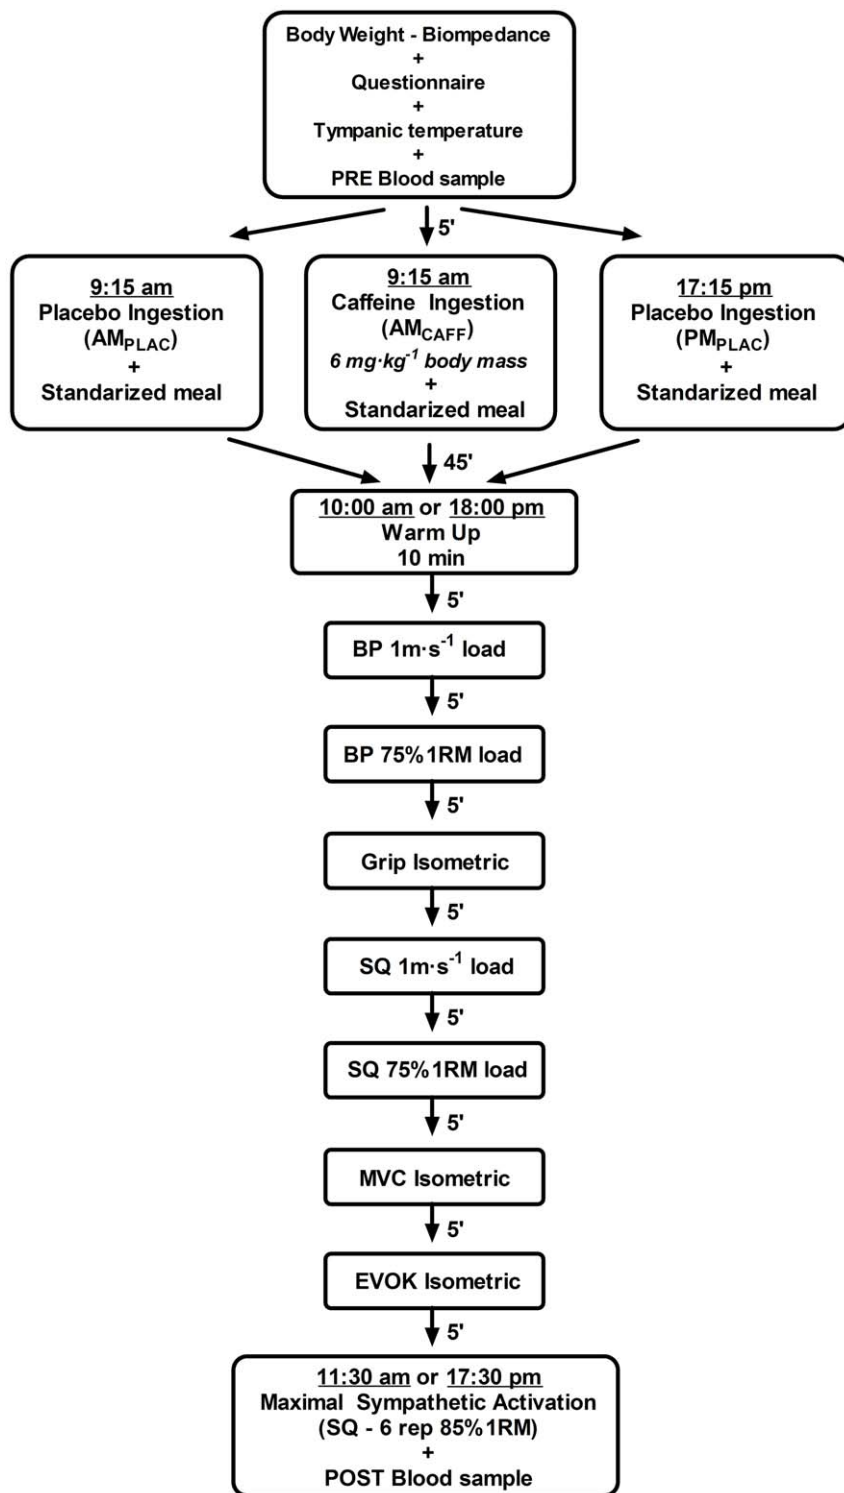 Body Weight - Biompedance
+
Questionnaire
+
Tympanic temperature
+
PRE Blood sample
5'
9:15 am
Placebo Ingestion
(AM_PLAC)
+
Standarized meal
9:15 am
Caffeine Ingestion
(AM_CAFF)
6 mg·kg⁻¹ body mass
+
Standarized meal
17:15 pm
Placebo Ingestion
(PM_PLAC)
+
Standarized meal
45'
10:00 am or 18:00 pm
Warm Up
10 min
5'
BP 1m·s⁻¹ load
5'
BP 75%1RM load
5'
Grip Isometric
5'
SQ 1m·s⁻¹ load
5'
SQ 75%1RM load
5'
MVC Isometric
5'
EVOK Isometric
5'
11:30 am or 17:30 pm
Maximal Sympathetic Activation
(SQ - 6 rep 85%1RM)
+
POST Blood sample